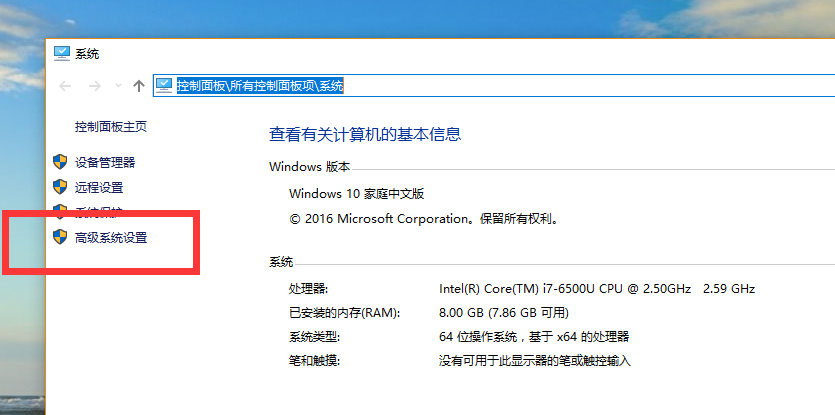 系统
控制面板\所有控制面板项\系统
控制面板主页
设备管理器
远程设置
系统保护
高级系统设置
查看有关计算机的基本信息
Windows 版本
Windows 10 家庭中文版
© 2016 Microsoft Corporation。保留所有权利。
系统
处理器: Intel(R) Core(TM) i7-6500U CPU @ 2.50GHz 2.59 GHz
已安装的内存(RAM): 8.00 GB (7.86 GB 可用)
系统类型: 64 位操作系统，基于 x64 的处理器
笔和触摸: 没有可用于此显示器的笔或触控输入